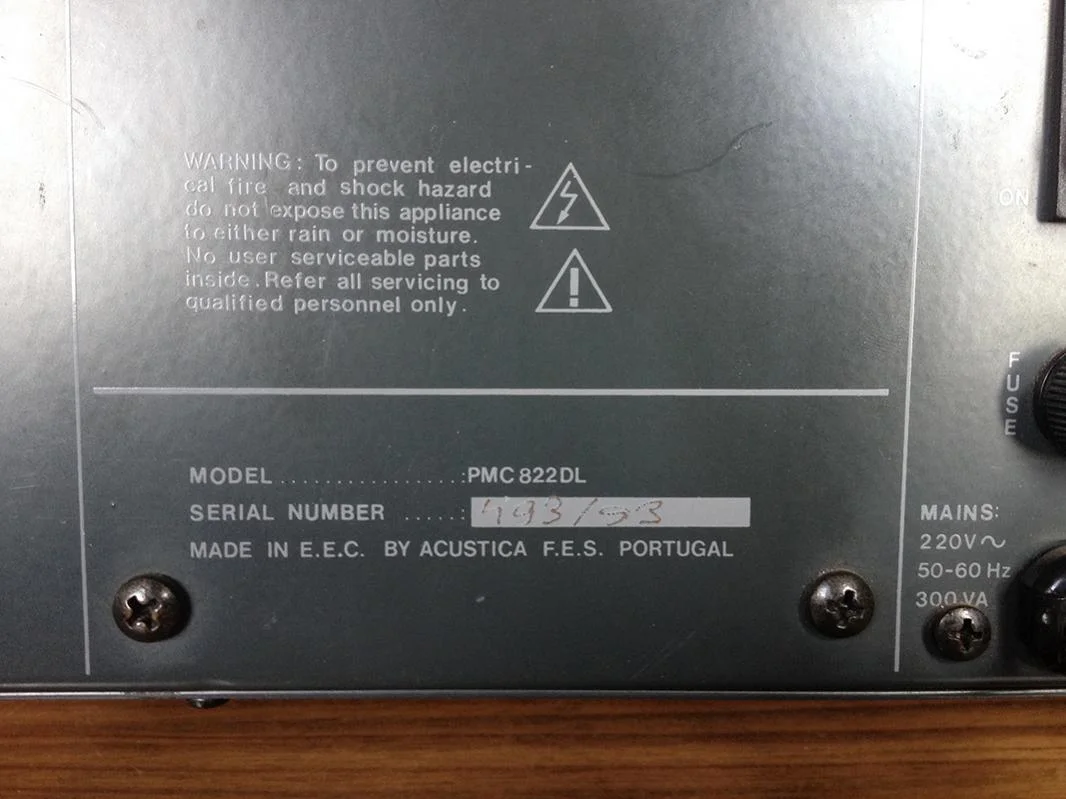 WARNING: To prevent electri-
cal fire and shock hazard
do not expose this appliance
to either rain or moisture.
No user serviceable parts
inside. Refer all servicing to
qualified personnel only.
ON
FUSE
MODEL ................:PMC 822DL
SERIAL NUMBER ......: 493/93
MADE IN E.E.C. BY ACUSTICA F.E.S. PORTUGAL
MAINS:
220V~
50-60 Hz
300 VA